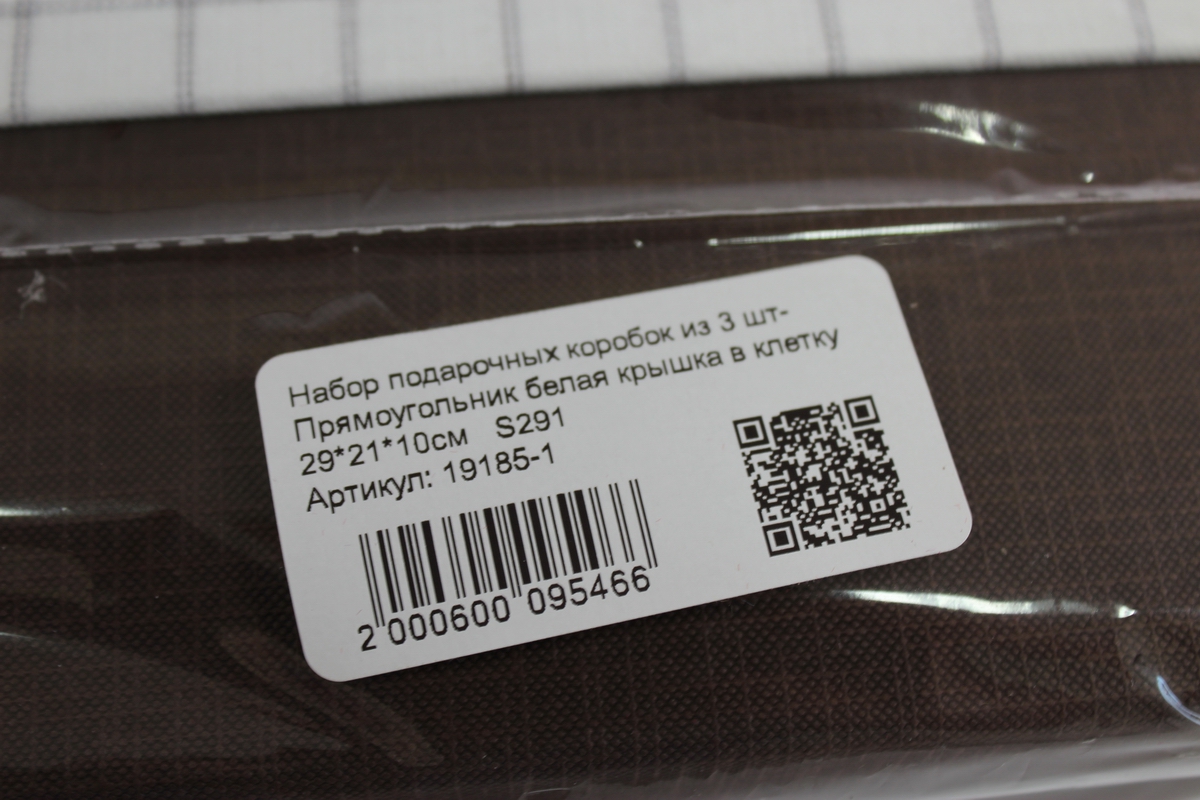 Набор подарочных коробок из 3 шт-
Прямоугольник белая крышка в клетку
29*21*10см S291
Артикул: 19185-1
2 000600 095466